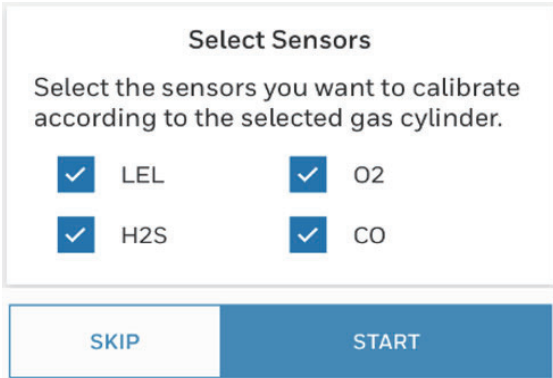 Select Sensors
Select the sensors you want to calibrate
according to the selected gas cylinder.
LEL O2
H2S CO
SKIP START